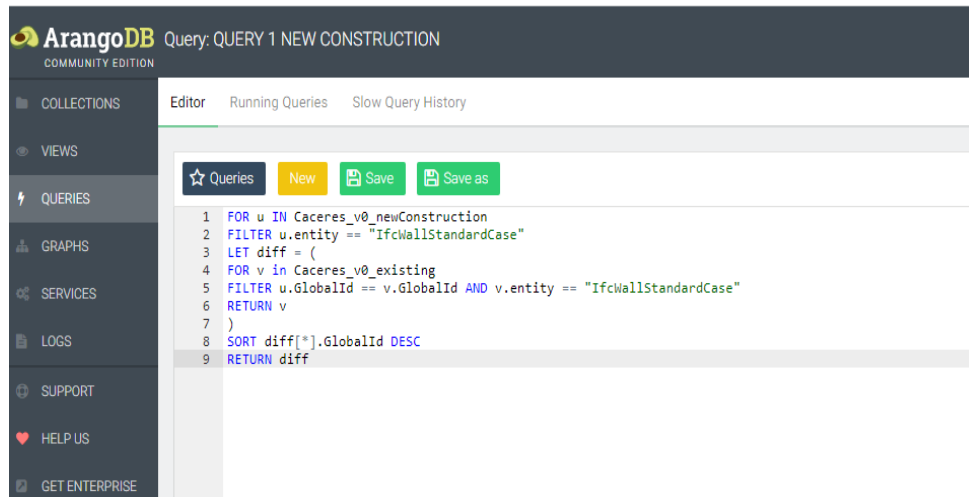 ArangoDB Query: QUERY 1 NEW CONSTRUCTION
COMMUNITY EDITION
COLLECTIONS
VIEWS
QUERIES
GRAPHS
SERVICES
LOGS
SUPPORT
HELP US
GET ENTERPRISE
Editor Running Queries Slow Query History
Queries New Save Save as
1 FOR u IN Caceres_v0_newConstruction
2 FILTER u.entity == "IfcWallStandardCase"
3 LET diff = (
4 FOR v in Caceres_v0_existing
5 FILTER u.GlobalId == v.GlobalId AND v.entity == "IfcWallStandardCase"
6 RETURN v
7 )
8 SORT diff[*].GlobalId DESC
9 RETURN diff